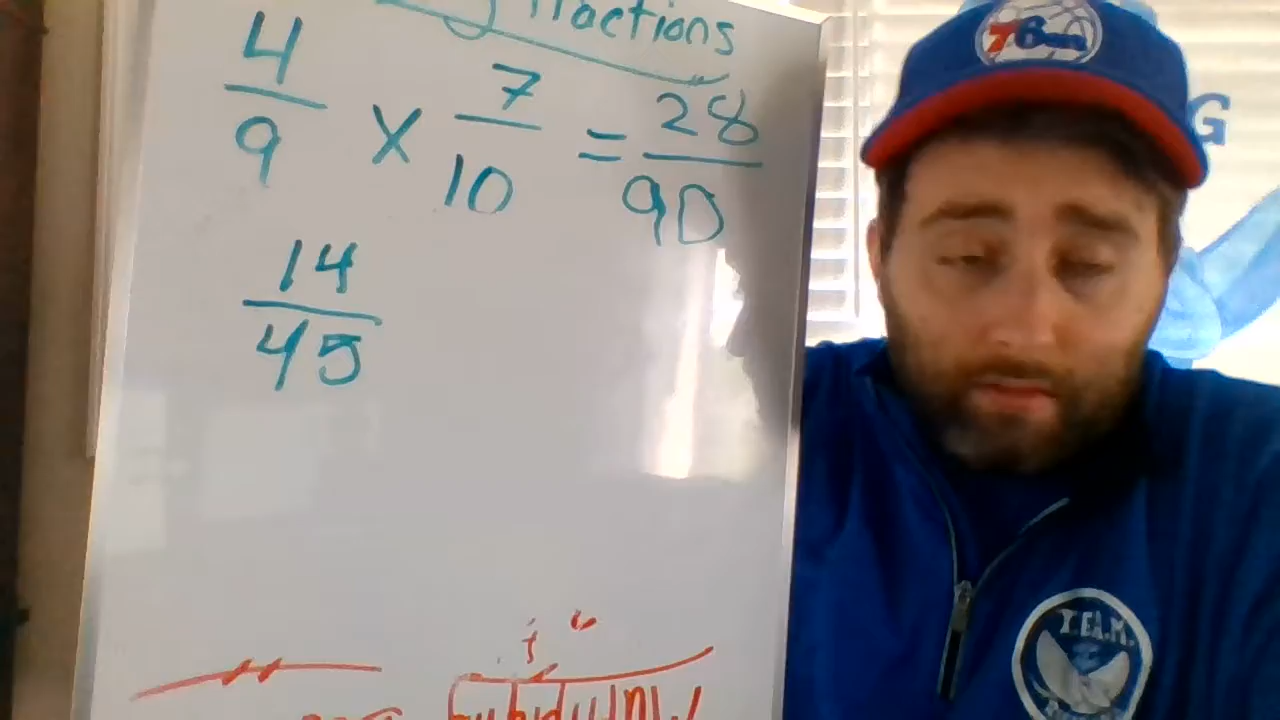 fractions
4/9 × 7/10 = 28/90
14/45
76ers
G
T.E.A.M.